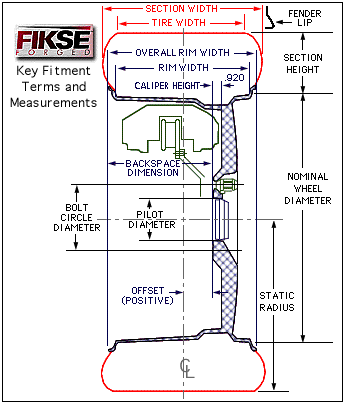 SECTION WIDTH
TIRE WIDTH
FENDER
LIP
FIKSE
FORGED
Key Fitment
Terms and
Measurements
OVERALL RIM WIDTH
RIM WIDTH
SECTION
HEIGHT
.920
CALIPER HEIGHT
BACKSPACE
DIMENSION
NOMINAL
WHEEL
DIAMETER
BOLT
CIRCLE
DIAMETER
PILOT
DIAMETER
OFFSET
(POSITIVE)
STATIC
RADIUS
CL